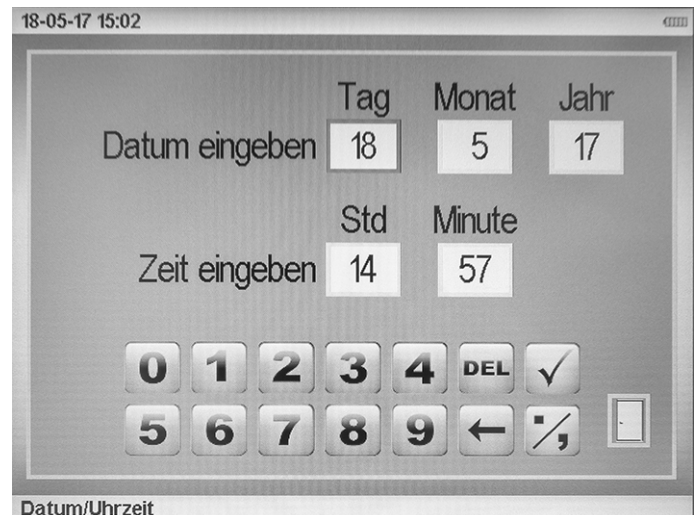 18-05-17 15:02
Tag Monat Jahr
Datum eingeben 18 5 17
Std Minute
Zeit eingeben 14 57
0 1 2 3 4 DEL ✓
5 6 7 8 9 ← ./,
Datum/Uhrzeit